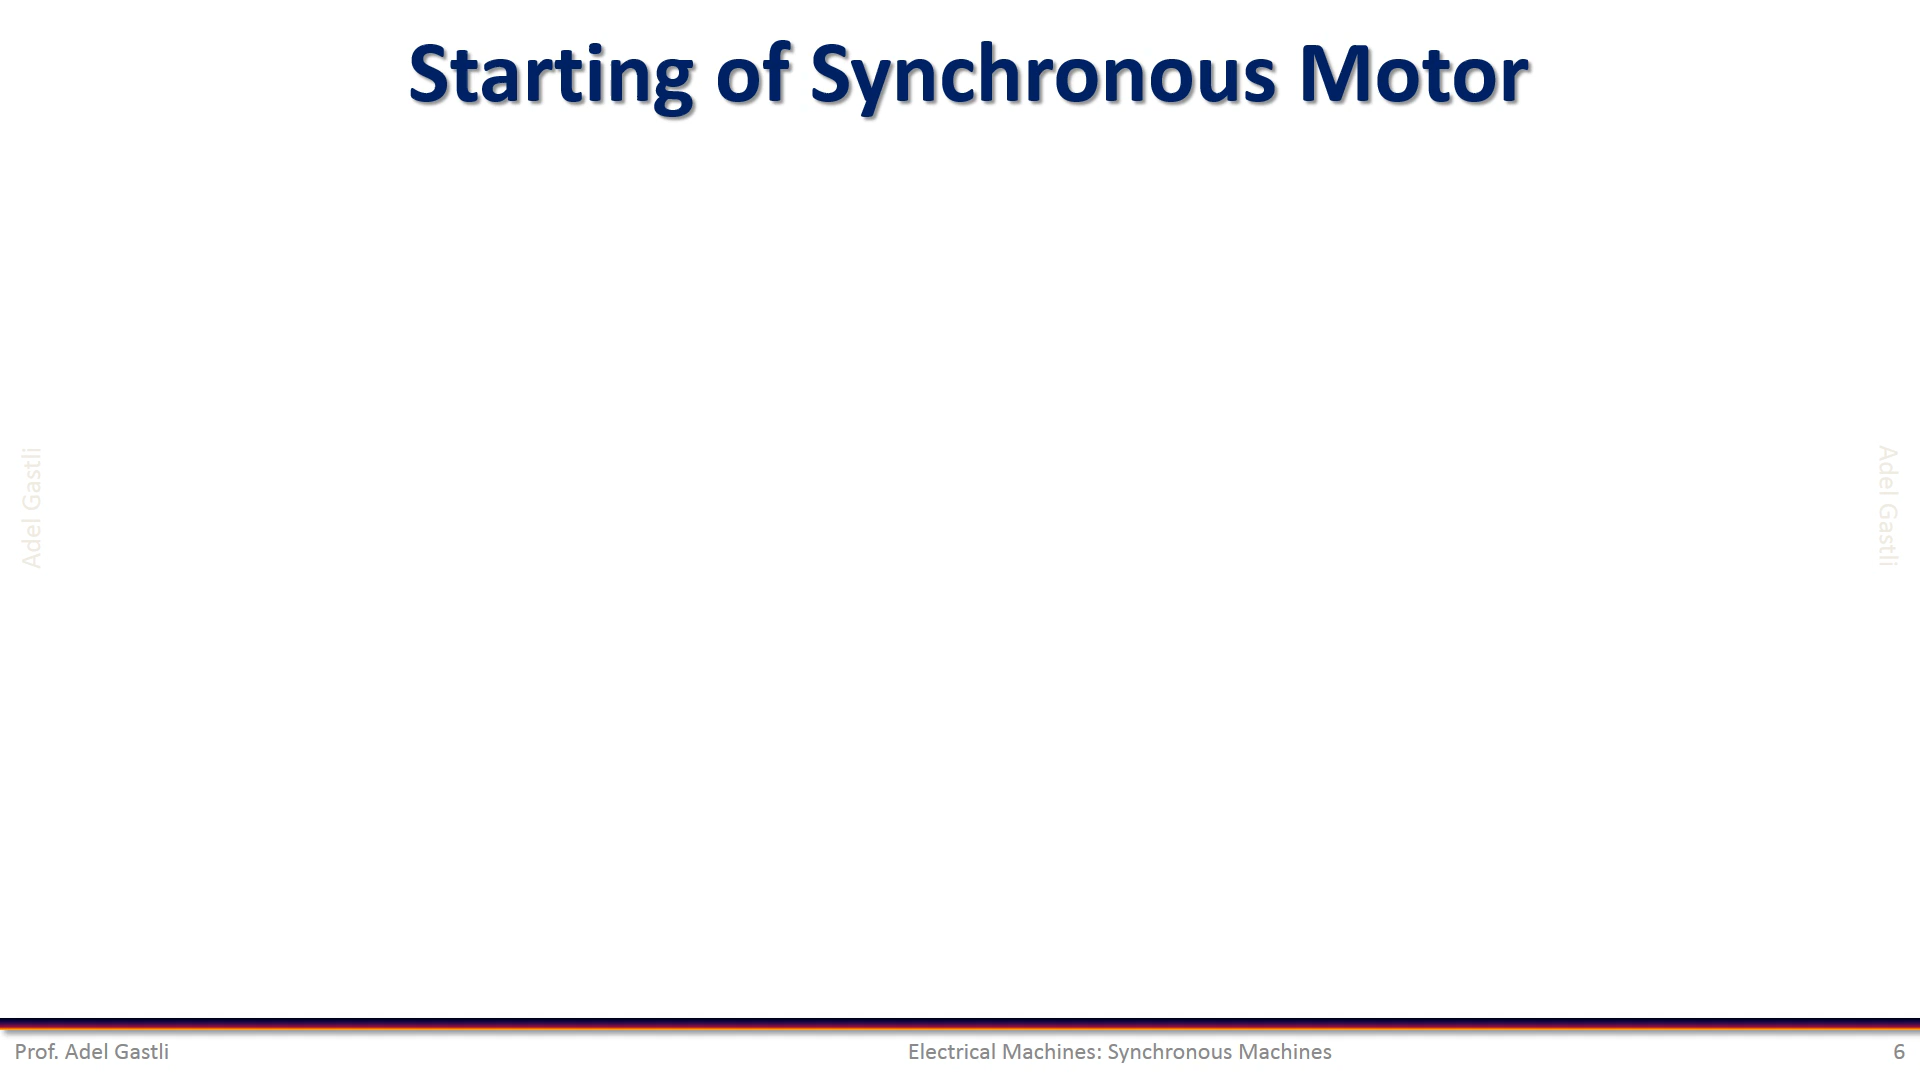 Starting of Synchronous Motor
Adel Gastli
Adel Gastli
Prof. Adel Gastli
Electrical Machines: Synchronous Machines
6